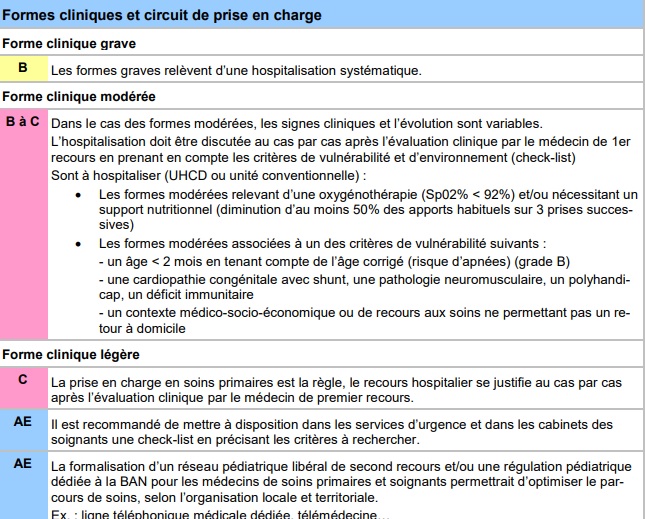 Formes cliniques et circuit de prise en charge
Forme clinique grave
B Les formes graves relèvent d'une hospitalisation systématique.
Forme clinique modérée
B à C Dans le cas des formes modérées, les signes cliniques et l'évolution sont variables.
L'hospitalisation doit être discutée au cas par cas après l'évaluation clinique par le médecin de 1er
recours en prenant en compte les critères de vulnérabilité et d'environnement (check-list)
Sont à hospitaliser (UHCD ou unité conventionnelle) :
• Les formes modérées relevant d'une oxygénothérapie (Sp02% < 92%) et/ou nécessitant un
support nutritionnel (diminution d'au moins 50% des apports habituels sur 3 prises succes-
sives)
• Les formes modérées associées à un des critères de vulnérabilité suivants :
- un âge < 2 mois en tenant compte de l'âge corrigé (risque d'apnées) (grade B)
- une cardiopathie congénitale avec shunt, une pathologie neuromusculaire, un polyhandi-
cap, un déficit immunitaire
- un contexte médico-socio-économique ou de recours aux soins ne permettant pas un re-
tour à domicile
Forme clinique légère
C La prise en charge en soins primaires est la règle, le recours hospitalier se justifie au cas par cas
après l'évaluation clinique par le médecin de premier recours.
AE Il est recommandé de mettre à disposition dans les services d'urgence et dans les cabinets des
soignants une check-list en précisant les critères à rechercher.
AE La formalisation d'un réseau pédiatrique libéral de second recours et/ou une régulation pédiatrique
dédiée à la BAN pour les médecins de soins primaires et soignants permettrait d'optimiser le par-
cours de soins, selon l'organisation locale et territoriale.
Ex. : ligne téléphonique médicale dédiée, télémédecine…